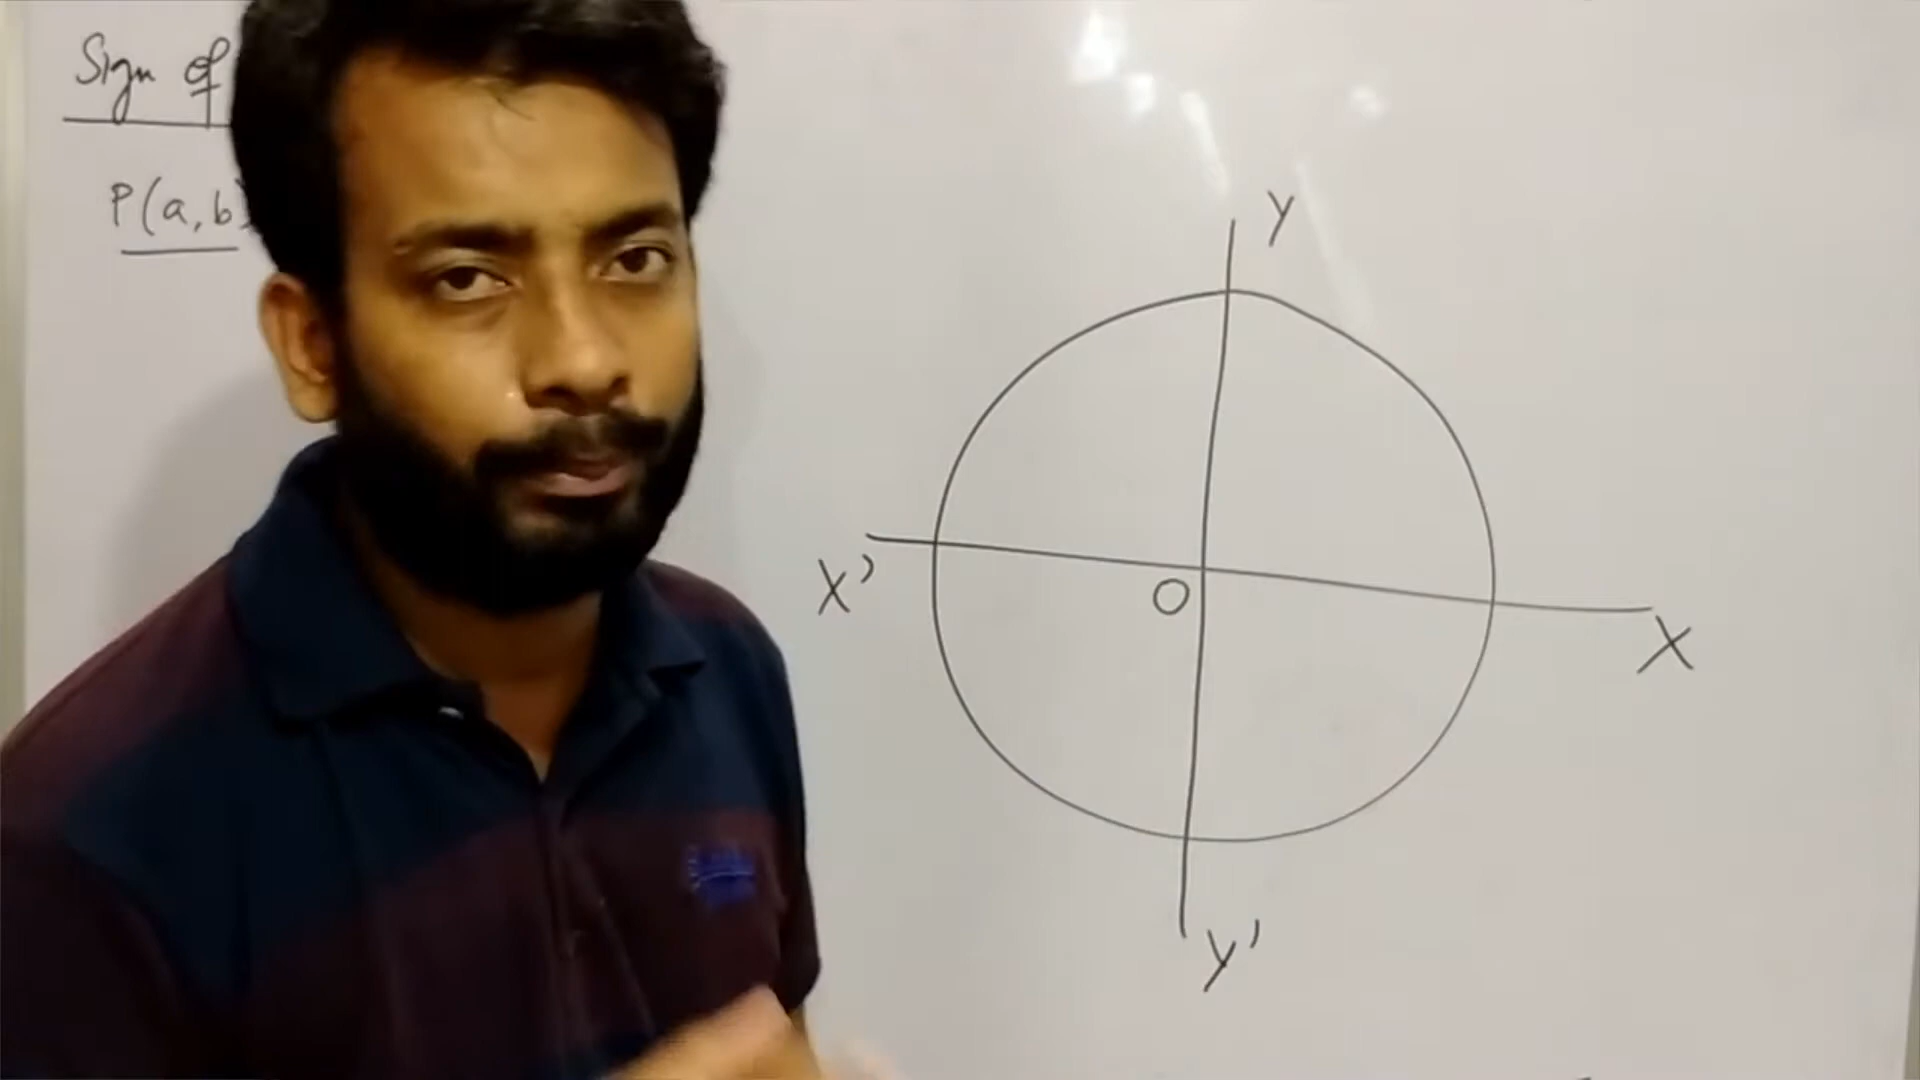 Sign of
P(a,b)
Y
X'
O
X
Y'